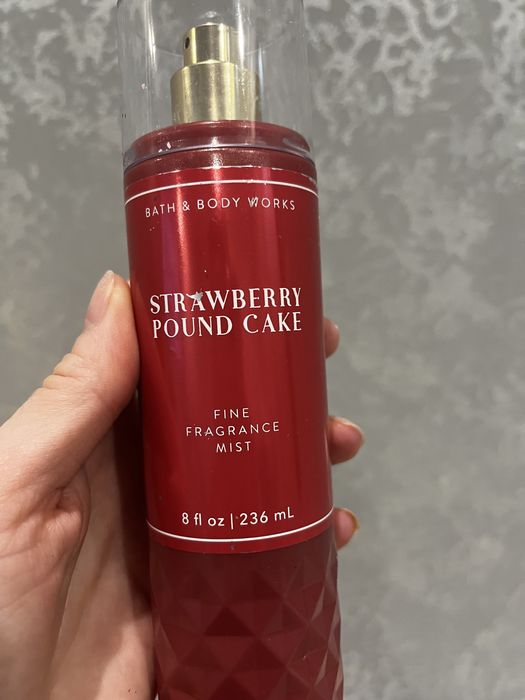 BATH & BODY WORKS
STRAWBERRY
POUND CAKE
FINE
FRAGRANCE
MIST
8 fl oz | 236 mL